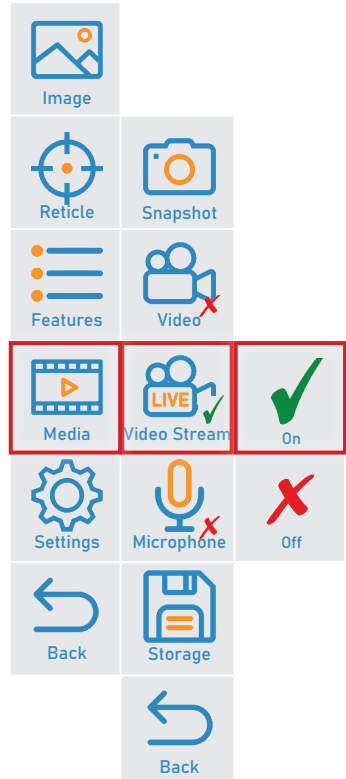 Image
Reticle
Snapshot
Features
Video
Media
LIVE
Video Stream
On
Settings
Microphone
Off
Back
Storage
Back